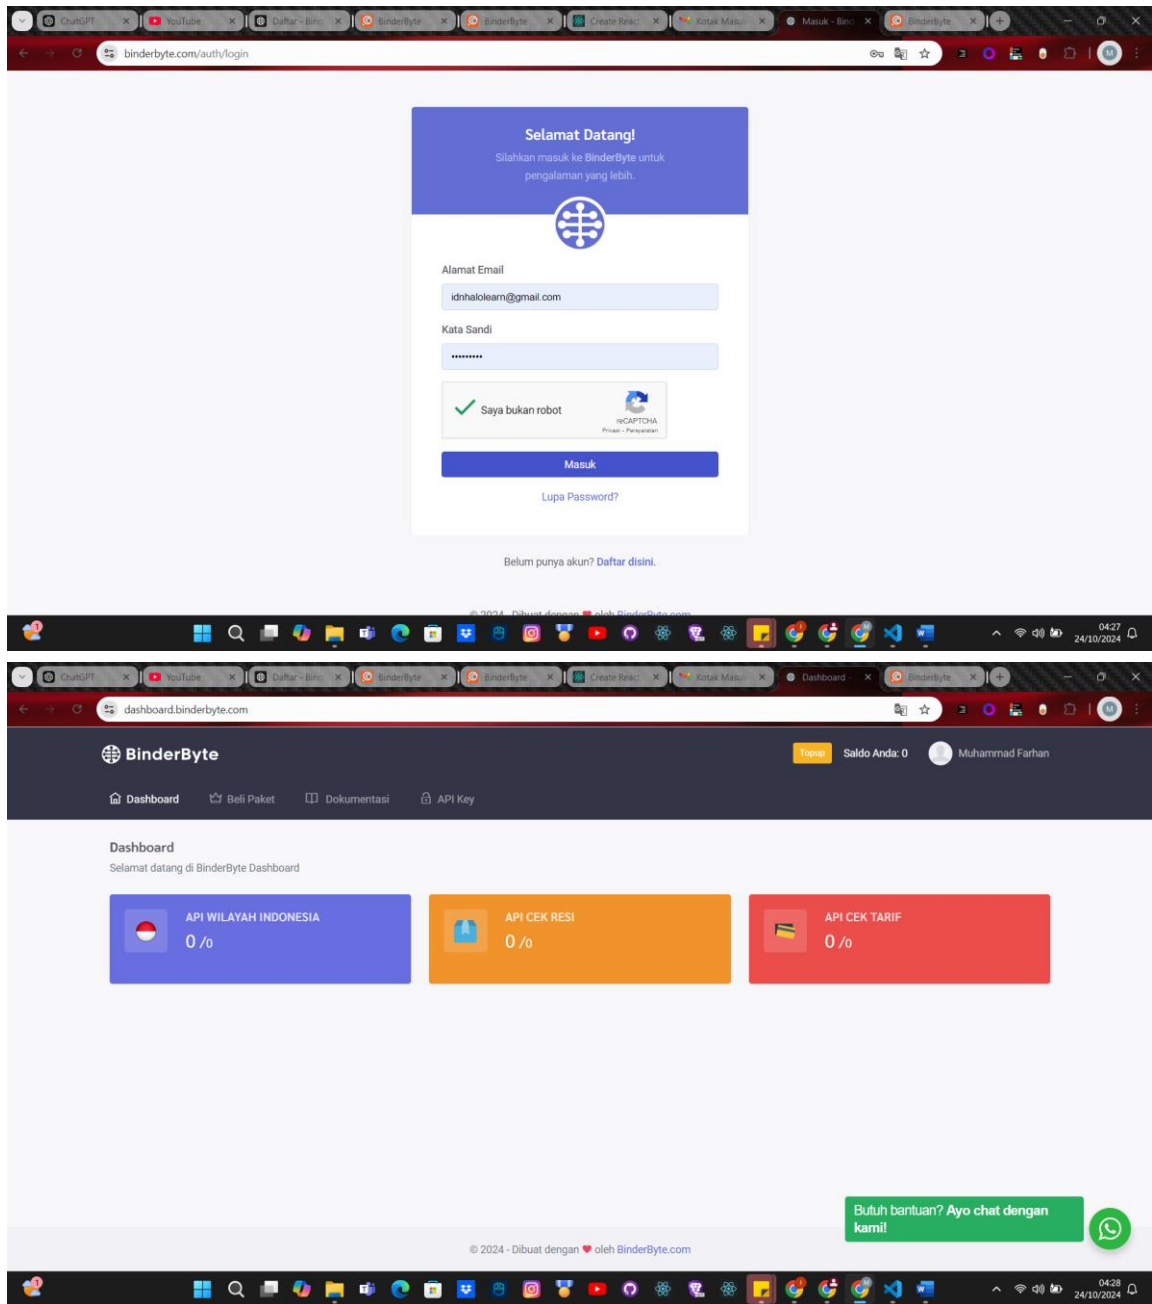 ChatGPT
YouTube
Daftar - Bind
BinderByte
BinderByte
Create React
Kotak Masuk
Masuk - Bind
BinderByte
binderbyte.com/auth/login
Selamat Datang!
Silahkan masuk ke BinderByte untuk
pengalaman yang lebih.
Alamat Email
idnhalolearn@gmail.com
Kata Sandi
•••••••••
Saya bukan robot
reCAPTCHA
Privasi - Persyaratan
Masuk
Lupa Password?
Belum punya akun? Daftar disini.
© 2024 - Dibuat dengan ❤ oleh BinderByte.com
04:27
24/10/2024
ChatGPT
YouTube
Daftar - Bind
BinderByte
BinderByte
Create React
Kotak Masuk
Dashboard -
BinderByte
dashboard.binderbyte.com
BinderByte
Topup
Saldo Anda: 0
Muhammad Farhan
Dashboard
Beli Paket
Dokumentasi
API Key
Dashboard
Selamat datang di BinderByte Dashboard
API WILAYAH INDONESIA
0 /0
API CEK RESI
0 /0
API CEK TARIF
0 /0
Butuh bantuan? Ayo chat dengan
kami!
© 2024 - Dibuat dengan ❤ oleh BinderByte.com
04:28
24/10/2024